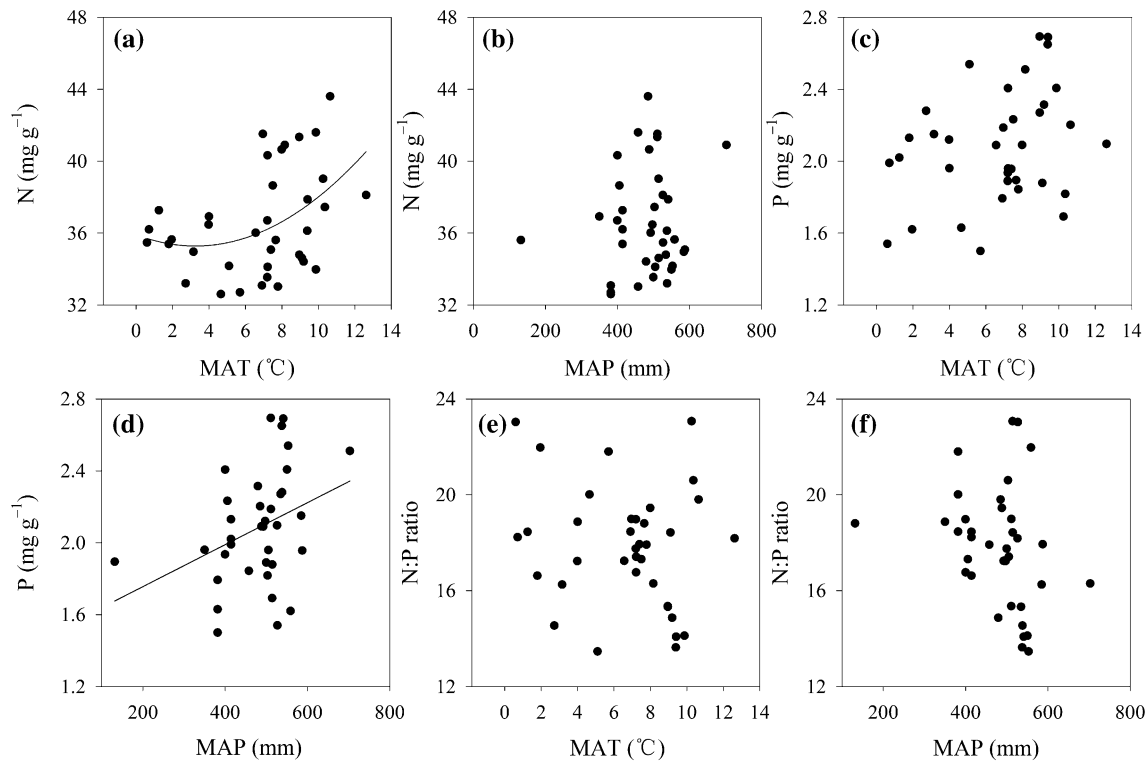 (a)
N (mg g⁻¹)
48
44
40
36
32
0 2 4 6 8 10 12 14
MAT (℃)
(b)
N (mg g⁻¹)
48
44
40
36
32
0 200 400 600 800
MAP (mm)
(c)
P (mg g⁻¹)
2.8
2.4
2.0
1.6
1.2
0 2 4 6 8 10 12 14
MAT (℃)
(d)
P (mg g⁻¹)
2.8
2.4
2.0
1.6
1.2
200 400 600 800
MAP (mm)
(e)
N:P ratio
24
20
16
12
0 2 4 6 8 10 12 14
MAT (℃)
(f)
N:P ratio
24
20
16
12
200 400 600 800
MAP (mm)